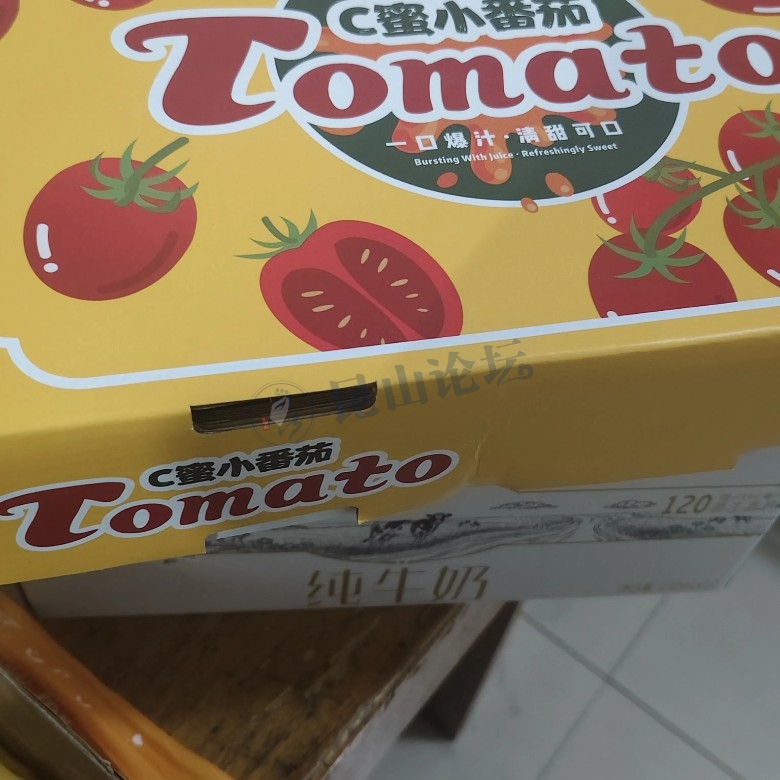 C蜜小番茄
Tomato
一口爆汁·清甜可口
Bursting With Juice · Refreshingly Sweet
昆山论坛
C蜜小番茄
Tomato
120
纯牛奶